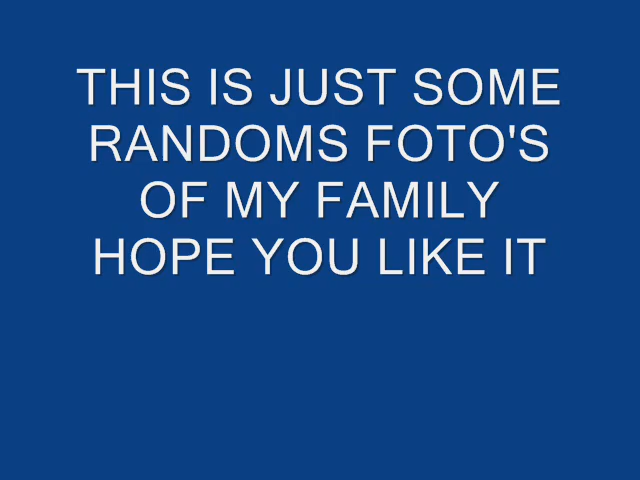 THIS IS JUST SOME
RANDOMS FOTO'S
OF MY FAMILY
HOPE YOU LIKE IT